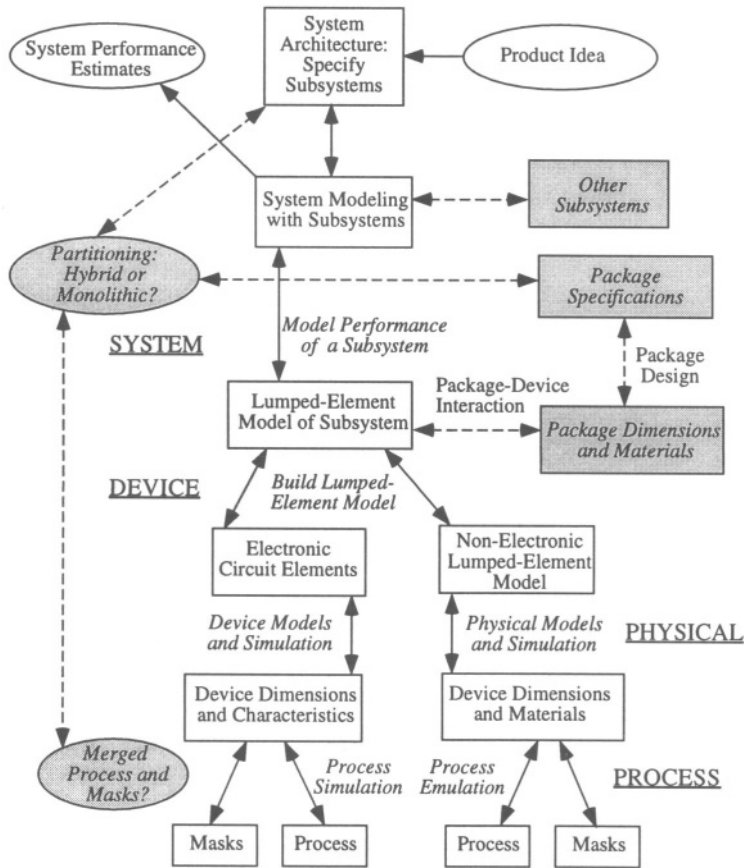 System Performance
Estimates
System
Architecture:
Specify
Subsystems
Product Idea
System Modeling
with Subsystems
Other
Subsystems
Partitioning:
Hybrid or
Monolithic?
Package
Specifications
SYSTEM
Model Performance
of a Subsystem
Package
Design
Lumped-Element
Model of Subsystem
Package-Device
Interaction
Package Dimensions
and Materials
DEVICE
Build Lumped-
Element Model
Electronic
Circuit Elements
Non-Electronic
Lumped-Element
Model
Device Models
and Simulation
Physical Models
and Simulation
PHYSICAL
Device Dimensions
and Characteristics
Device Dimensions
and Materials
Merged
Process and
Masks?
Process
Simulation
Process
Emulation
PROCESS
Masks
Process
Process
Masks